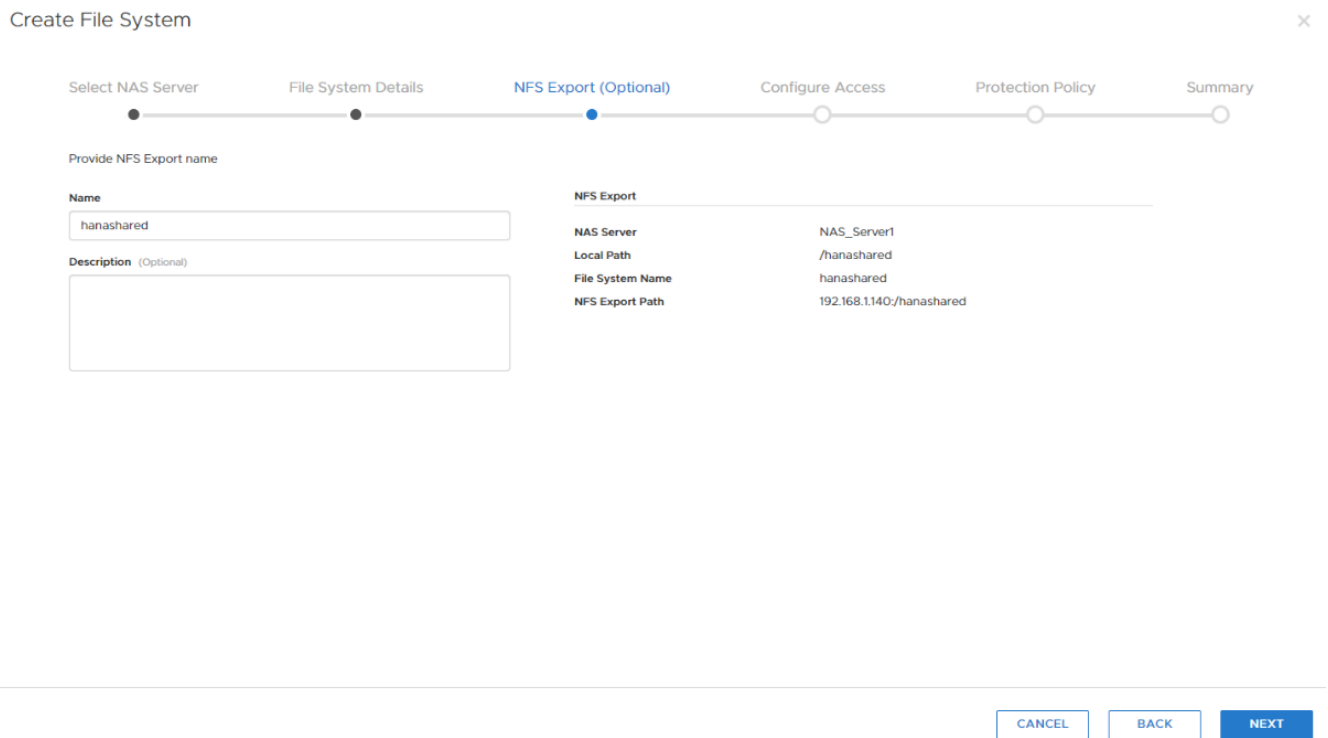 Create File System
Select NAS Server
File System Details
NFS Export (Optional)
Configure Access
Protection Policy
Summary
Provide NFS Export name
Name
hanashared
Description (Optional)
NFS Export
NAS Server NAS_Server1
Local Path /hanashared
File System Name hanashared
NFS Export Path 192.168.1.140:/hanashared
CANCEL
BACK
NEXT